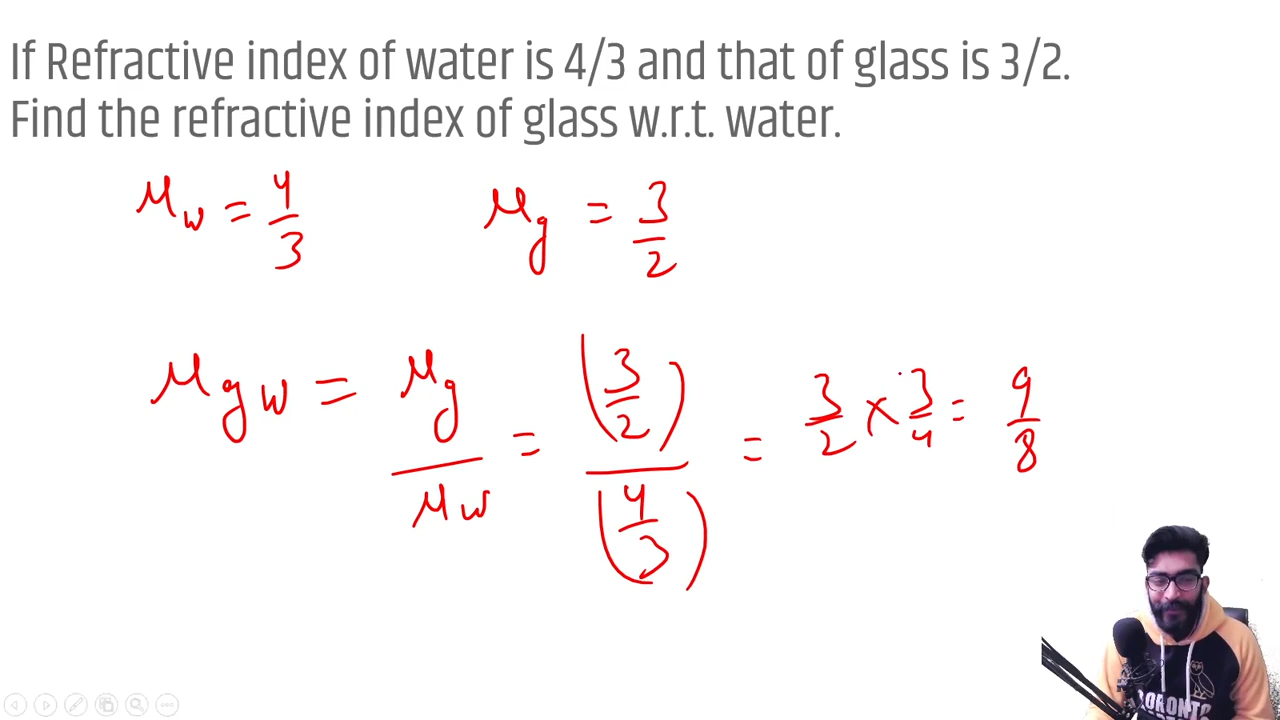 If Refractive index of water is 4/3 and that of glass is 3/2.
Find the refractive index of glass w.r.t. water.
μw = 4/3 μg = 3/2
μgw = μg/μw = (3/2)/(4/3) = 3/2 × 3/4 = 9/8
TORONTO